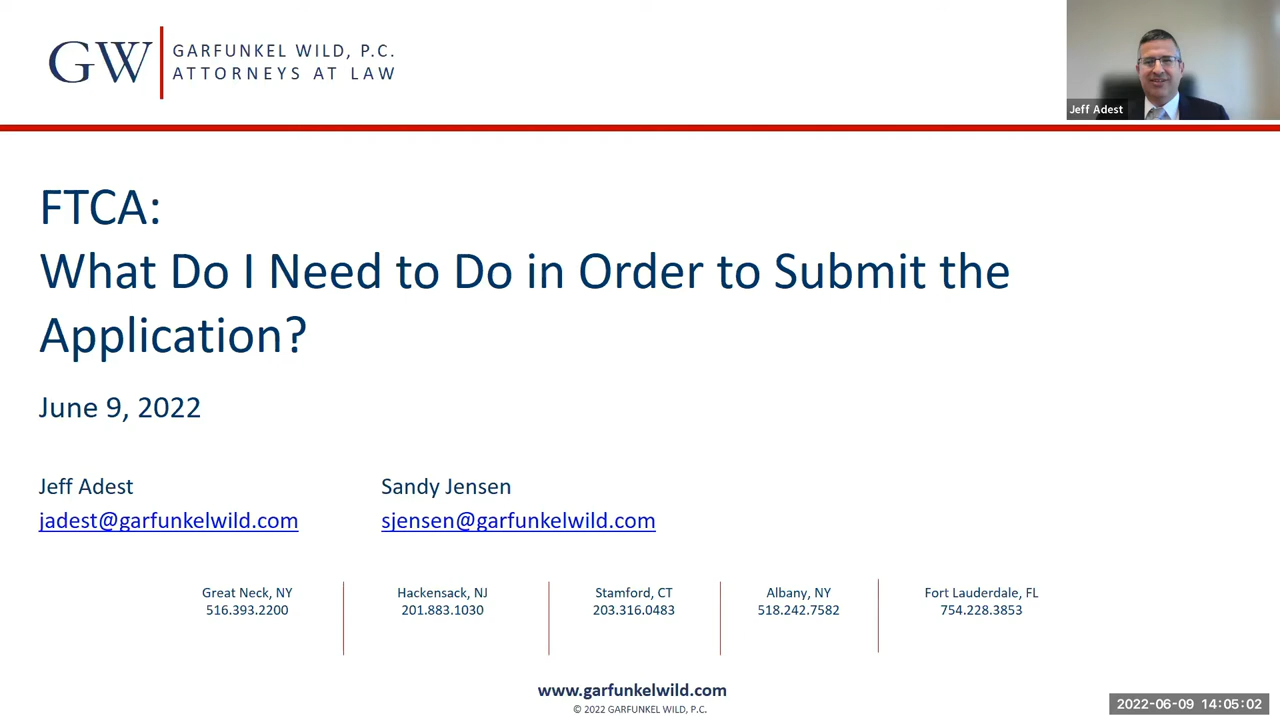 GW
GARFUNKEL WILD, P.C.
ATTORNEYS AT LAW
Jeff Adest
FTCA:
What Do I Need to Do in Order to Submit the
Application?
June 9, 2022
Jeff Adest
jadest@garfunkelwild.com
Sandy Jensen
sjensen@garfunkelwild.com
Great Neck, NY
516.393.2200
Hackensack, NJ
201.883.1030
Stamford, CT
203.316.0483
Albany, NY
518.242.7582
Fort Lauderdale, FL
754.228.3853
www.garfunkelwild.com
© 2022 GARFUNKEL WILD, P.C.
2022-06-09 14:05:02